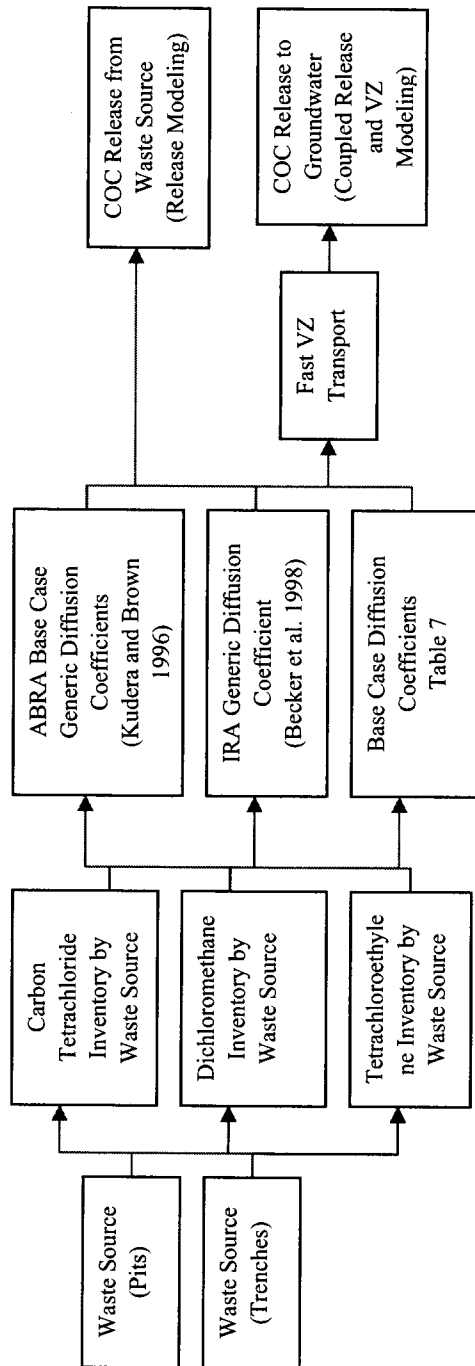 Waste Source
(Pits)
Waste Source
(Trenches)
Carbon
Tetrachloride
Inventory by
Waste Source
Dichloromethane
Inventory by
Waste Source
Tetrachloroethyle
ne Inventory by
Waste Source
ABRA Base Case
Generic Diffusion
Coefficients
(Kudera and Brown
1996)
IRA Generic Diffusion
Coefficient
(Becker et al. 1998)
Base Case Diffusion
Coefficients
Table 7
Fast VZ
Transport
COC Release from
Waste Source
(Release Modeling)
COC Release to
Groundwater
(Coupled Release
and VZ
Modeling)